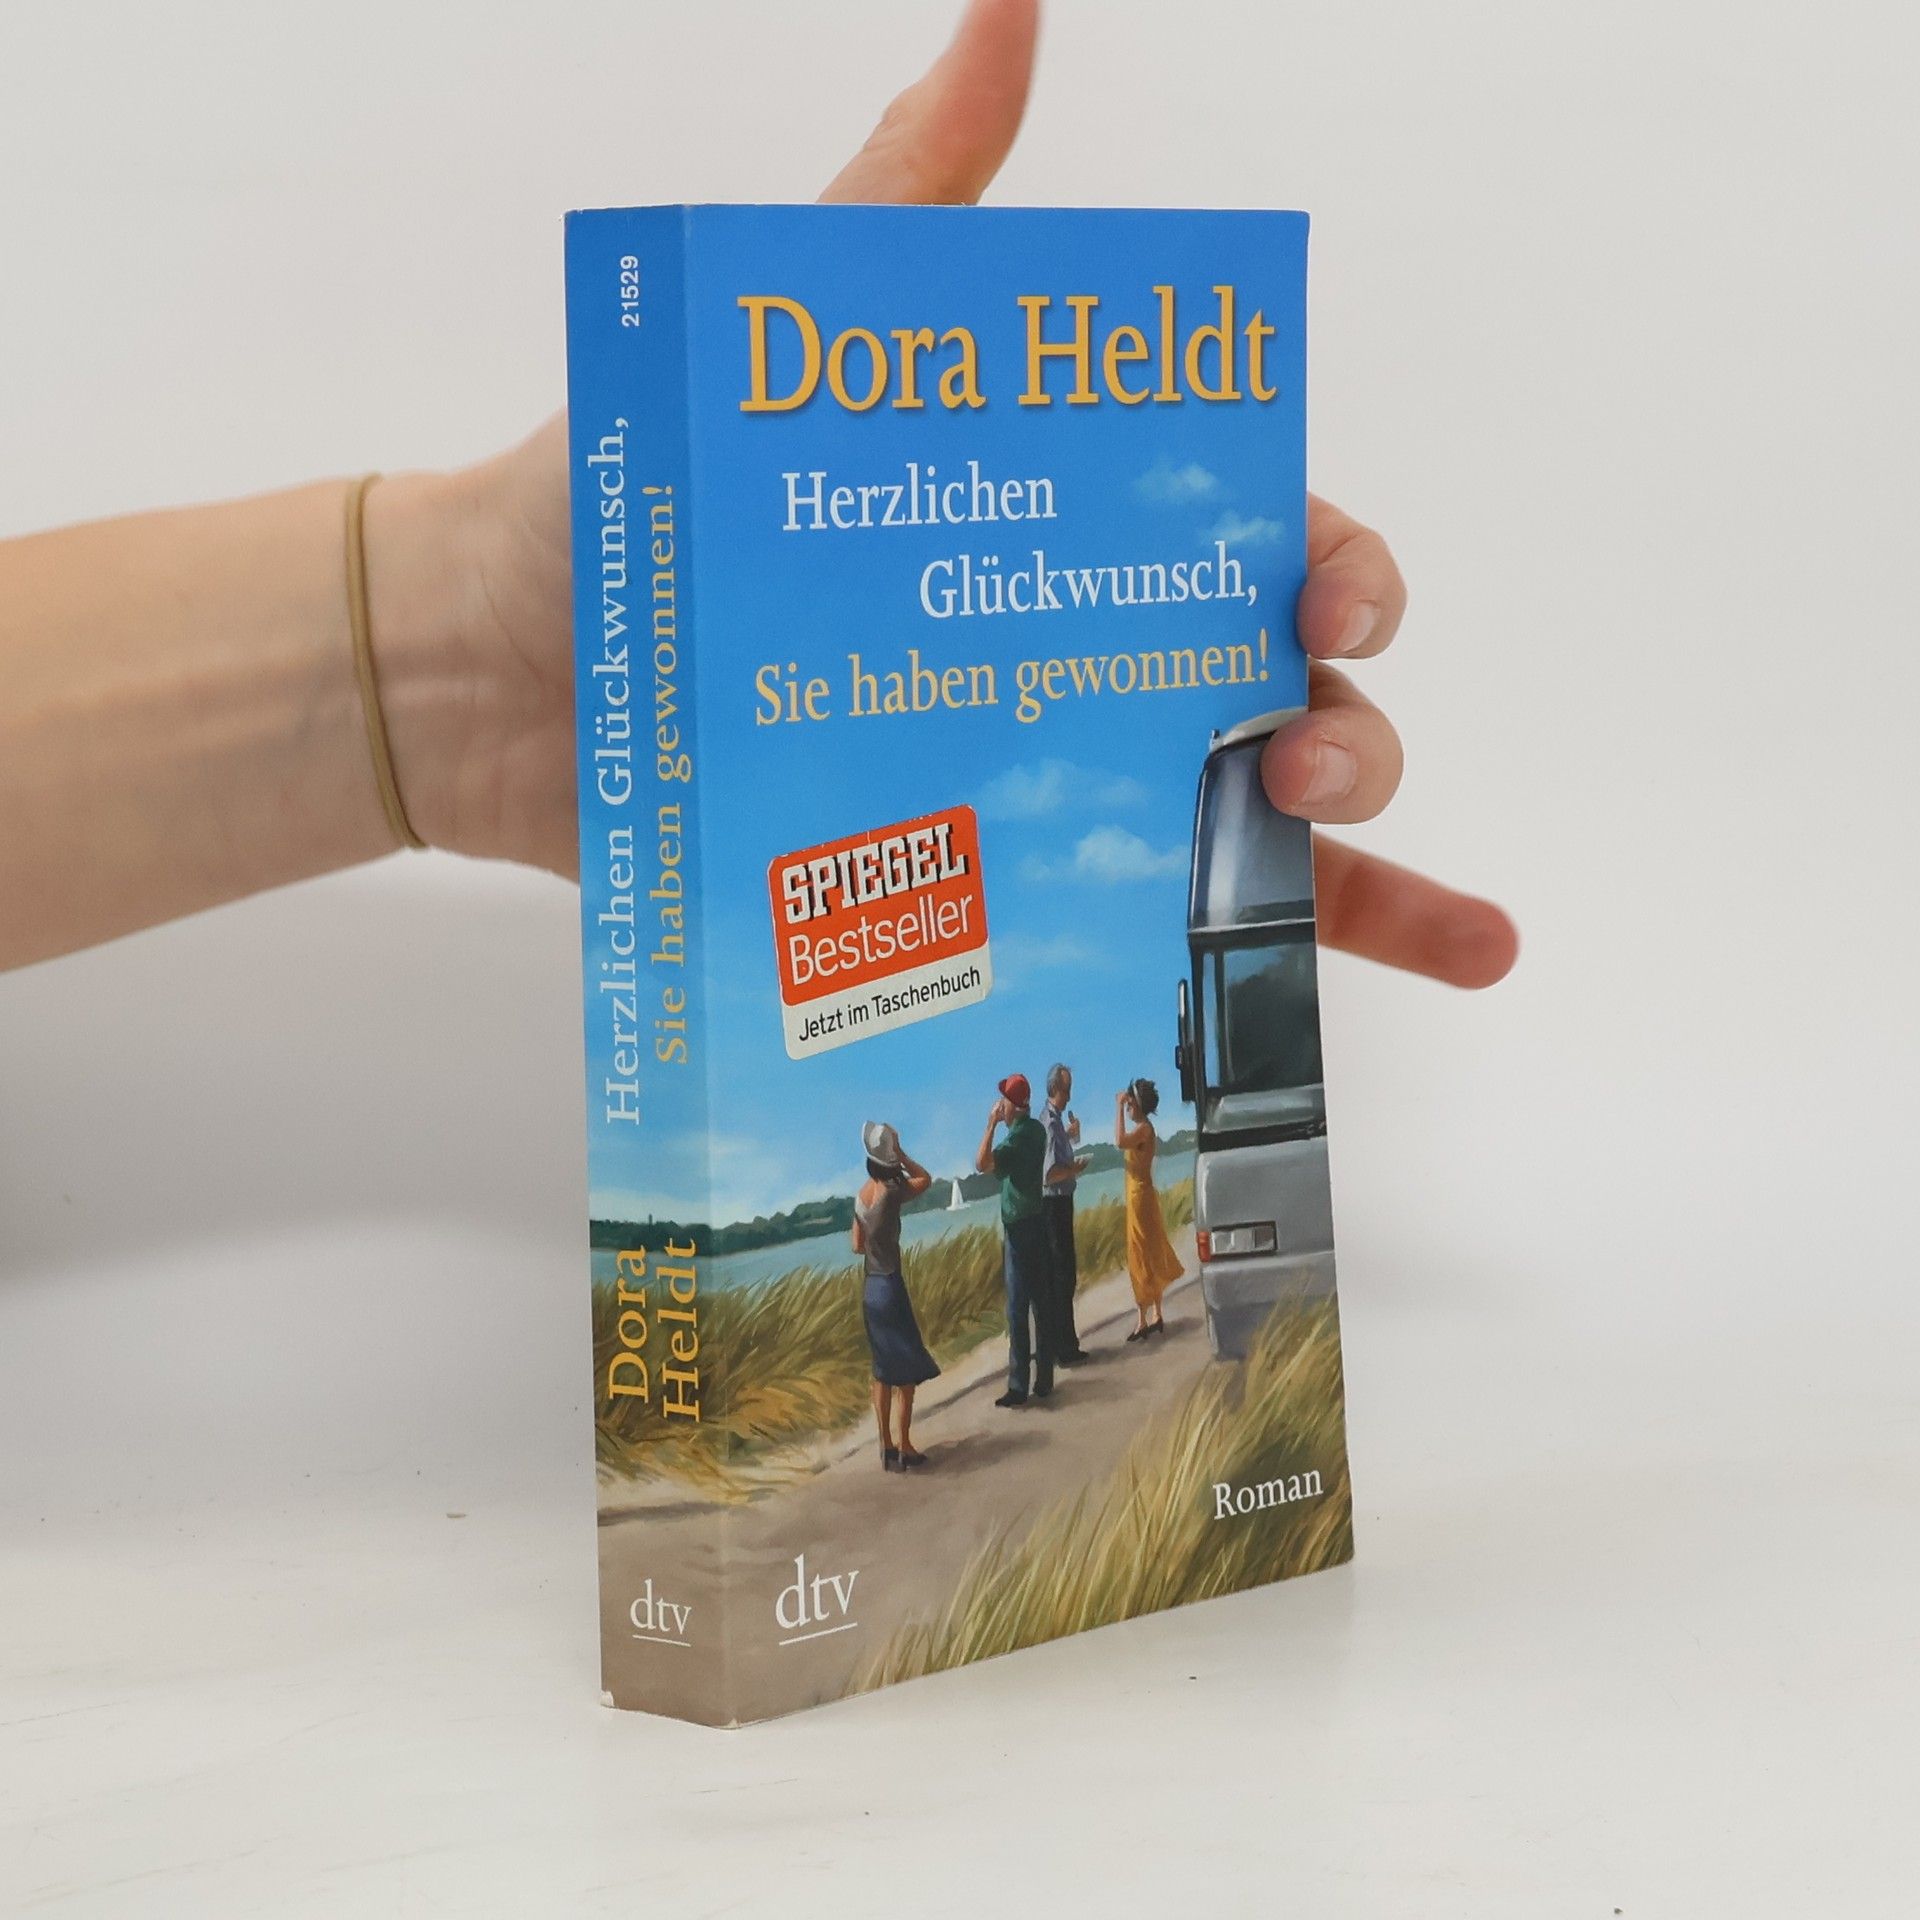 21529
Herzlichen Glückwunsch,
Sie haben gewonnen!
Dora
Heldt
dtv
Dora Heldt
Herzlichen
Glückwunsch,
Sie haben gewonnen!
SPIEGEL
Bestseller
Jetzt im Taschenbuch
Roman
dtv